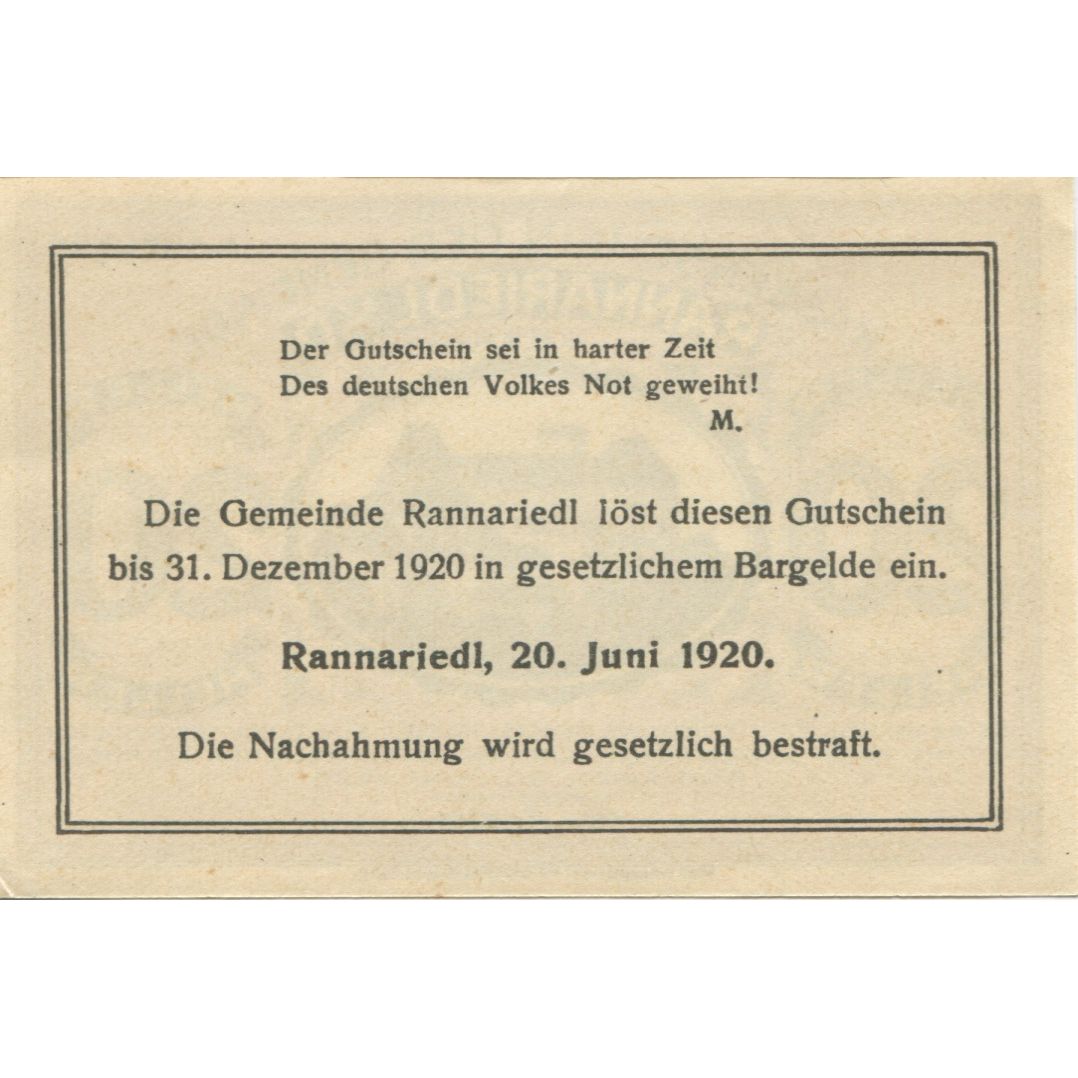 Der Gutschein sei in harter Zeit
Des deutschen Volkes Not geweiht!
M.
Die Gemeinde Rannariedl löst diesen Gutschein
bis 31. Dezember 1920 in gesetzlichem Bargelde ein.
Rannariedl, 20. Juni 1920.
Die Nachahmung wird gesetzlich bestraft.